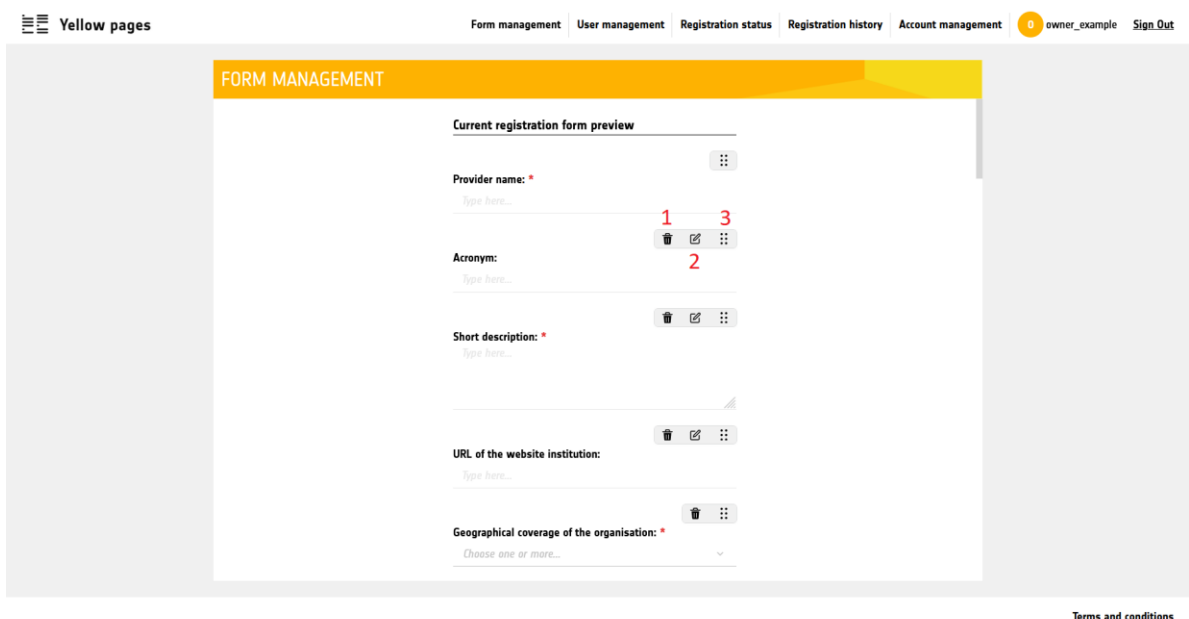 Yellow pages
Form management
User management
Registration status
Registration history
Account management
O owner_example
Sign Out
FORM MANAGEMENT
Current registration form preview
Provider name: *
Type here...
1
3
2
Acronym:
Type here...
Short description: *
Type here...
URL of the website institution:
Type here...
Geographical coverage of the organisation: *
Choose one or more...
Terms and conditions